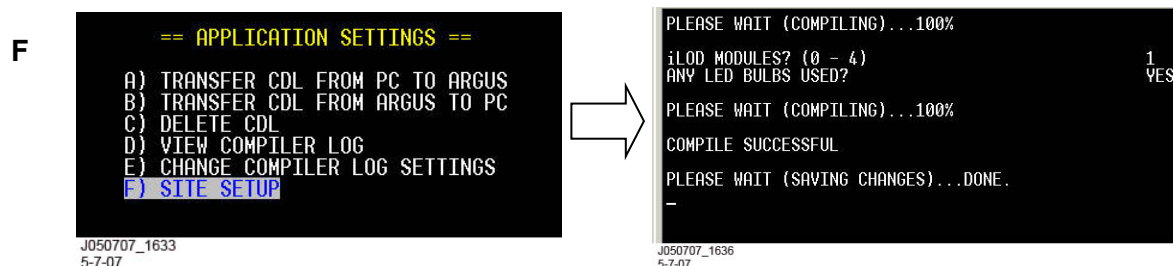 F
== APPLICATION SETTINGS ==
A) TRANSFER CDL FROM PC TO ARGUS
B) TRANSFER CDL FROM ARGUS TO PC
C) DELETE CDL
D) VIEW COMPILER LOG
E) CHANGE COMPILER LOG SETTINGS
F) SITE SETUP
J050707_1633
5-7-07
PLEASE WAIT (COMPILING)...100%
iLOD MODULES? (0 - 4) 1
ANY LED BULBS USED? YES
PLEASE WAIT (COMPILING)...100%
COMPILE SUCCESSFUL
PLEASE WAIT (SAVING CHANGES)...DONE.
J050707_1636
5-7-07